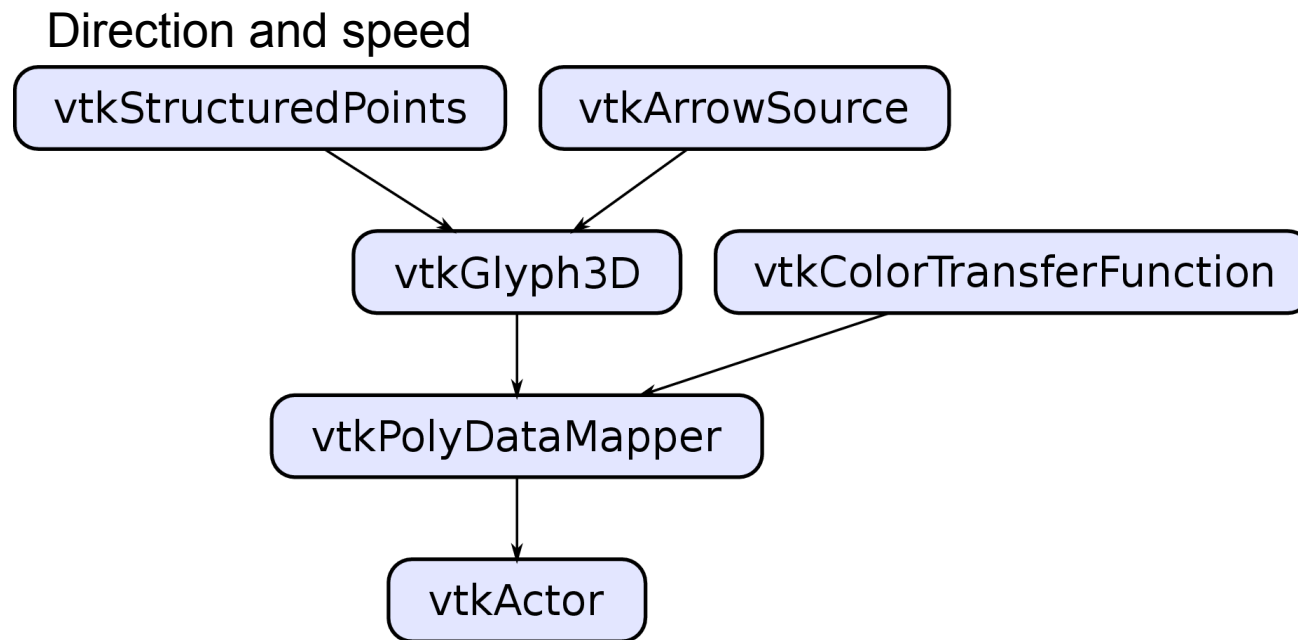 Direction and speed
vtkStructuredPoints
vtkArrowSource
vtkGlyph3D
vtkColorTransferFunction
vtkPolyDataMapper
vtkActor